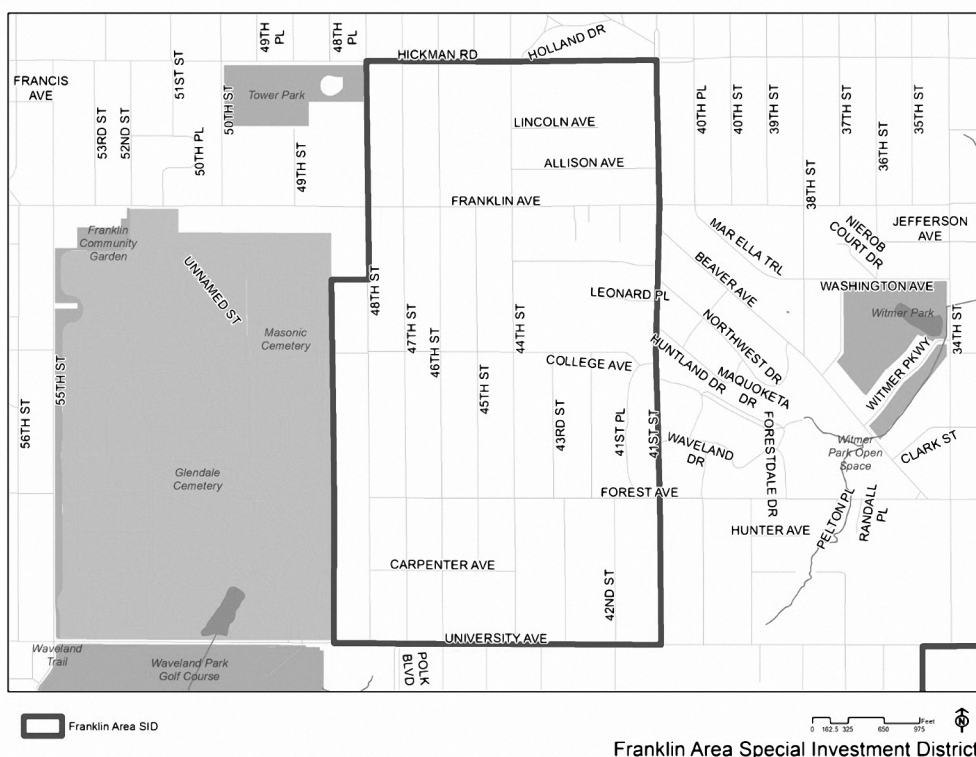 49TH
PL
48TH
PL
HOLLAND DR
HICKMAN RD
FRANCIS
AVE
51ST ST
50TH ST
Tower Park
53RD ST
52ND ST
50TH PL
49TH ST
LINCOLN AVE
ALLISON AVE
40TH PL
40TH ST
39TH ST
37TH ST
36TH ST
35TH ST
38TH ST
FRANKLIN AVE
Franklin
Community
Garden
UNNAMED ST
MAR ELLA TRL
NIEROB
COURT DR
JEFFERSON
AVE
BEAVER AVE
48TH ST
LEONARD PL
WASHINGTON AVE
Witmer Park
34TH ST
Masonic
Cemetery
47TH ST
46TH ST
44TH ST
NORTHWEST DR
55TH ST
COLLEGE AVE
HUNTLAND DR
MAQUOKETA
DR
WITMER PKWY
45TH ST
56TH ST
43RD ST
41ST PL
41ST ST
WAVELAND
DR
FORESTDALE DR
Witmer
Park Open
Space
CLARK ST
Glendale
Cemetery
FOREST AVE
HUNTER AVE
PELTON PL
RANDALL
PL
CARPENTER AVE
42ND ST
UNIVERSITY AVE
Waveland
Trail
Waveland Park
Golf Course
POLK
BLVD
Franklin Area SID
Feet
0 162.5 325 650 975
N
Franklin Area Special Investment District